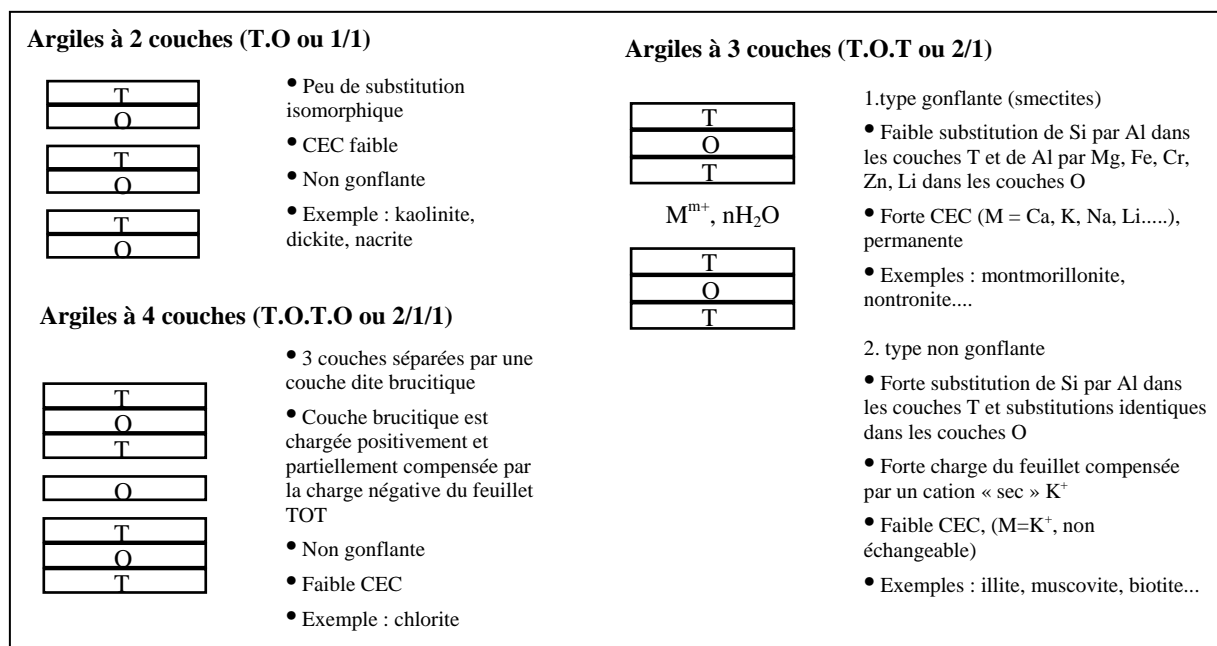 Argiles à 2 couches (T.O ou 1/1)
T
O
T
O
T
O
• Peu de substitution
isomorphique
• CEC faible
• Non gonflante
• Exemple : kaolinite,
dickite, nacrite
Argiles à 4 couches (T.O.T.O ou 2/1/1)
T
O
T
O
T
O
T
• 3 couches séparées par une
couche dite brucitique
• Couche brucitique est
chargée positivement et
partiellement compensée par
la charge négative du feuillet
TOT
• Non gonflante
• Faible CEC
• Exemple : chlorite
Argiles à 3 couches (T.O.T ou 2/1)
T
O
T
Mᵐ⁺, nH₂O
T
O
T
1.type gonflante (smectites)
• Faible substitution de Si par Al dans
les couches T et de Al par Mg, Fe, Cr,
Zn, Li dans les couches O
• Forte CEC (M = Ca, K, Na, Li.....),
permanente
• Exemples : montmorillonite,
nontronite....
2. type non gonflante
• Forte substitution de Si par Al dans
les couches T et substitutions identiques
dans les couches O
• Forte charge du feuillet compensée
par un cation « sec » K⁺
• Faible CEC, (M=K⁺, non
échangeable)
• Exemples : illite, muscovite, biotite...